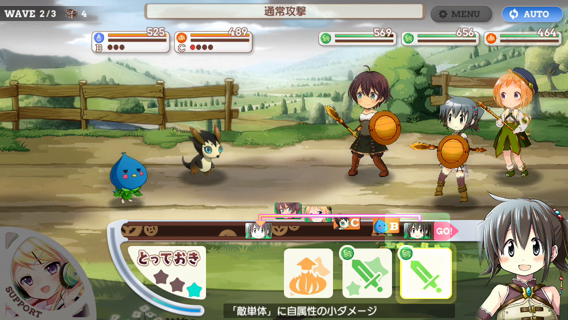 WAVE 2/3 4
通常攻撃
MENU
AUTO
B 525
C 489
569
656
464
C
B
GO!
とっておき
SUPPORT
「敵単体」に自属性の小ダメージ